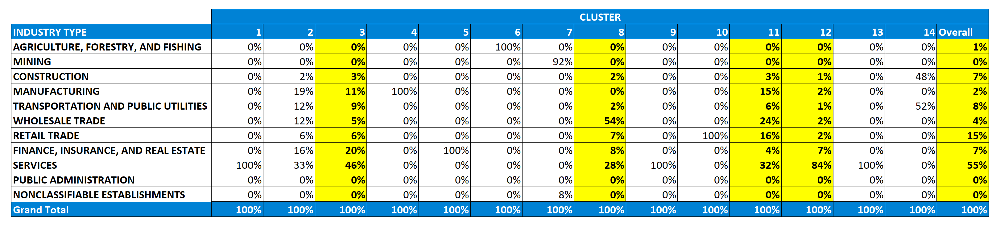 CLUSTER
INDUSTRY TYPE 1 2 3 4 5 6 7 8 9 10 11 12 13 14 Overall
AGRICULTURE, FORESTRY, AND FISHING 0% 0% 0% 0% 0% 100% 0% 0% 0% 0% 0% 0% 0% 0% 1%
MINING 0% 0% 0% 0% 0% 0% 92% 0% 0% 0% 0% 0% 0% 0% 0%
CONSTRUCTION 0% 2% 3% 0% 0% 0% 0% 2% 0% 0% 3% 1% 0% 48% 7%
MANUFACTURING 0% 19% 11% 100% 0% 0% 0% 0% 0% 0% 15% 2% 0% 0% 2%
TRANSPORTATION AND PUBLIC UTILITIES 0% 12% 9% 0% 0% 0% 0% 2% 0% 0% 6% 1% 0% 52% 8%
WHOLESALE TRADE 0% 12% 5% 0% 0% 0% 0% 54% 0% 0% 24% 2% 0% 0% 4%
RETAIL TRADE 0% 6% 6% 0% 0% 0% 0% 7% 0% 100% 16% 2% 0% 0% 15%
FINANCE, INSURANCE, AND REAL ESTATE 0% 16% 20% 0% 100% 0% 0% 8% 0% 0% 4% 7% 0% 0% 7%
SERVICES 100% 33% 46% 0% 0% 0% 0% 28% 100% 0% 32% 84% 100% 0% 55%
PUBLIC ADMINISTRATION 0% 0% 0% 0% 0% 0% 0% 0% 0% 0% 0% 0% 0% 0% 0%
NONCLASSIFIABLE ESTABLISHMENTS 0% 0% 0% 0% 0% 0% 8% 0% 0% 0% 0% 0% 0% 0% 0%
Grand Total 100% 100% 100% 100% 100% 100% 100% 100% 100% 100% 100% 100% 100% 100% 100%